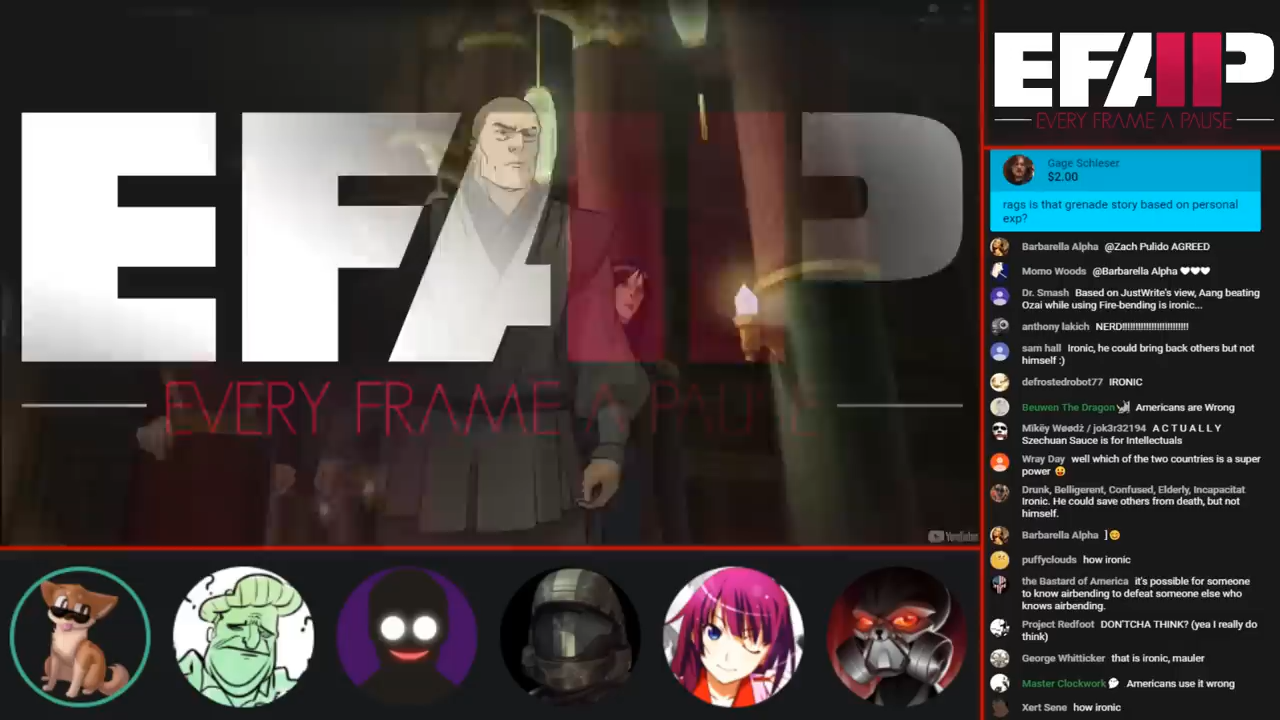 EFAP
EVERY FRAME A PAUSE
YouTube
EFAP
EVERY FRAME A PAUSE
Gage Schleser
$2.00
rags is that grenade story based on personal
exp?
Barbarella Alpha @Zach Pulido AGREED
Momo Woods @Barbarella Alpha ♥♥♥
Dr. Smash Based on JustWrite's view, Aang beating
Ozai while using Fire-bending is ironic...
anthony lakich NERD!!!!!!!!!!!!!!!!!!!!!!!!!!
sam hall Ironic, he could bring back others but not
himself :)
defrostedrobot77 IRONIC
Beuwen The Dragon Americans are Wrong
Mïkëy Wøødż / jok3r32194 A C T U A L L Y
Szechuan Sauce is for Intellectuals
Wray Day well which of the two countries is a super
power 😛
Drunk, Belligerent, Confused, Elderly, Incapacitat
Ironic. He could save others from death, but not
himself.
Barbarella Alpha ]😊
puffyclouds how ironic
the Bastard of America it's possible for someone
to know airbending to defeat someone else who
knows airbending.
Project Redfoot DON'TCHA THINK? (yea I really do
think)
George Whitticker that is ironic, mauler
Master Clockwork Americans use it wrong
Xert Sene how ironic